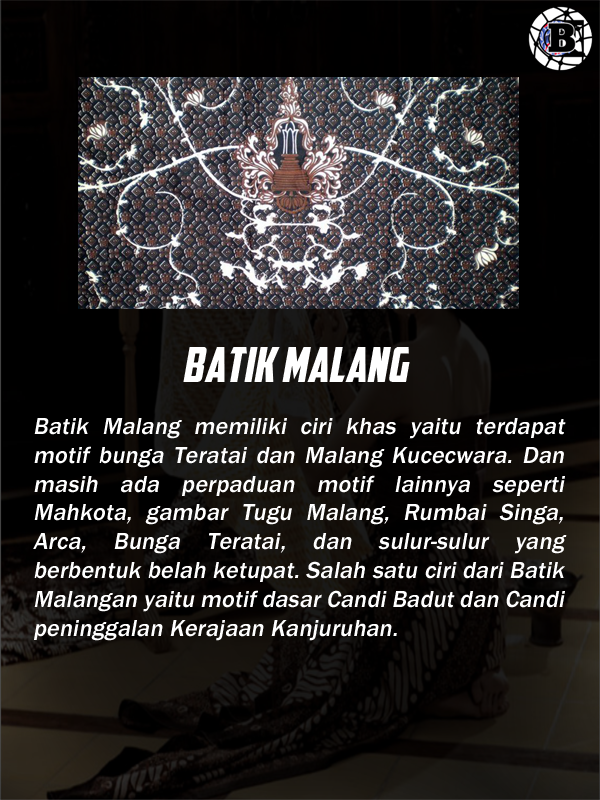 B
BATIK MALANG
Batik Malang memiliki ciri khas yaitu terdapat
motif bunga Teratai dan Malang Kucecwara. Dan
masih ada perpaduan motif lainnya seperti
Mahkota, gambar Tugu Malang, Rumbai Singa,
Arca, Bunga Teratai, dan sulur-sulur yang
berbentuk belah ketupat. Salah satu ciri dari Batik
Malangan yaitu motif dasar Candi Badut dan Candi
peninggalan Kerajaan Kanjuruhan.